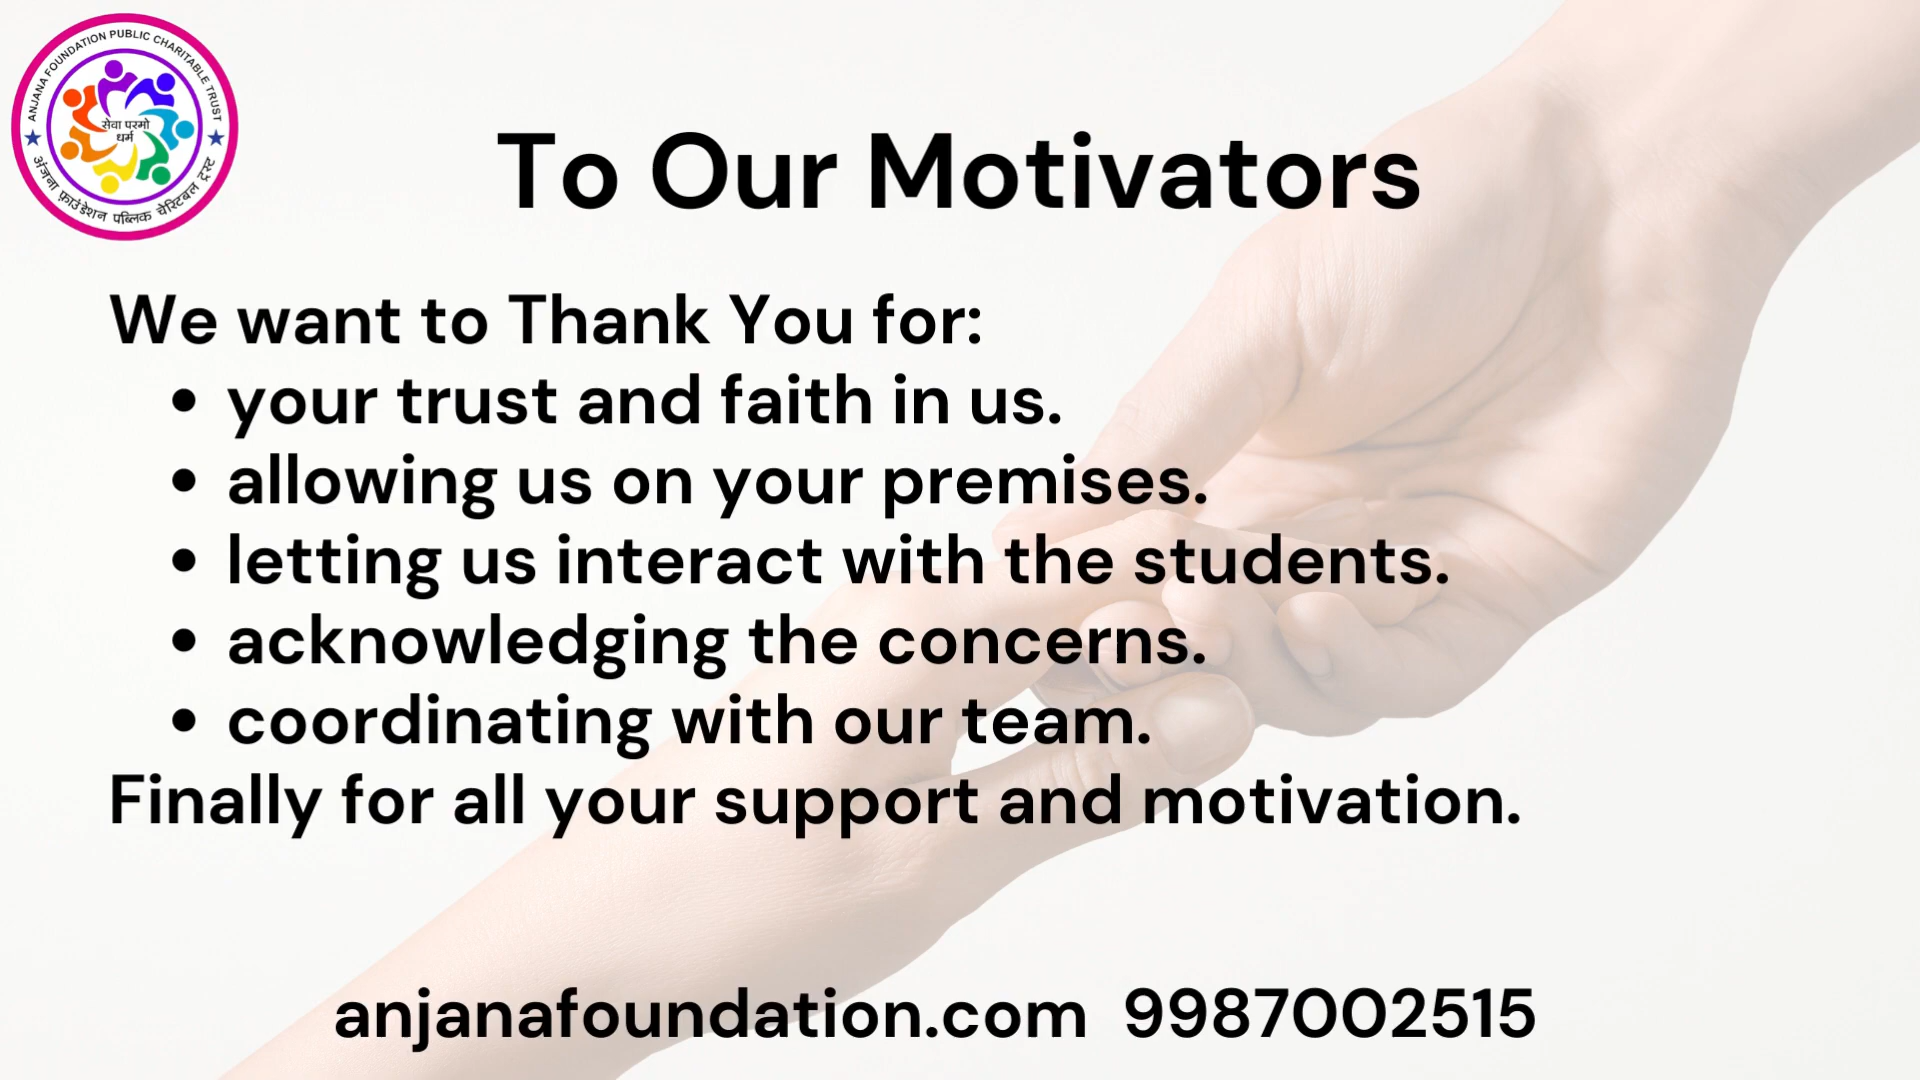 ANJANA FOUNDATION PUBLIC CHARITABLE TRUST
सेवा परमो
धर्म
अंजना फ़ाउंडेशन पब्लिक चेरिटेबल ट्रस्ट
To Our Motivators
We want to Thank You for:
• your trust and faith in us.
• allowing us on your premises.
• letting us interact with the students.
• acknowledging the concerns.
• coordinating with our team.
Finally for all your support and motivation.
anjanafoundation.com 9987002515